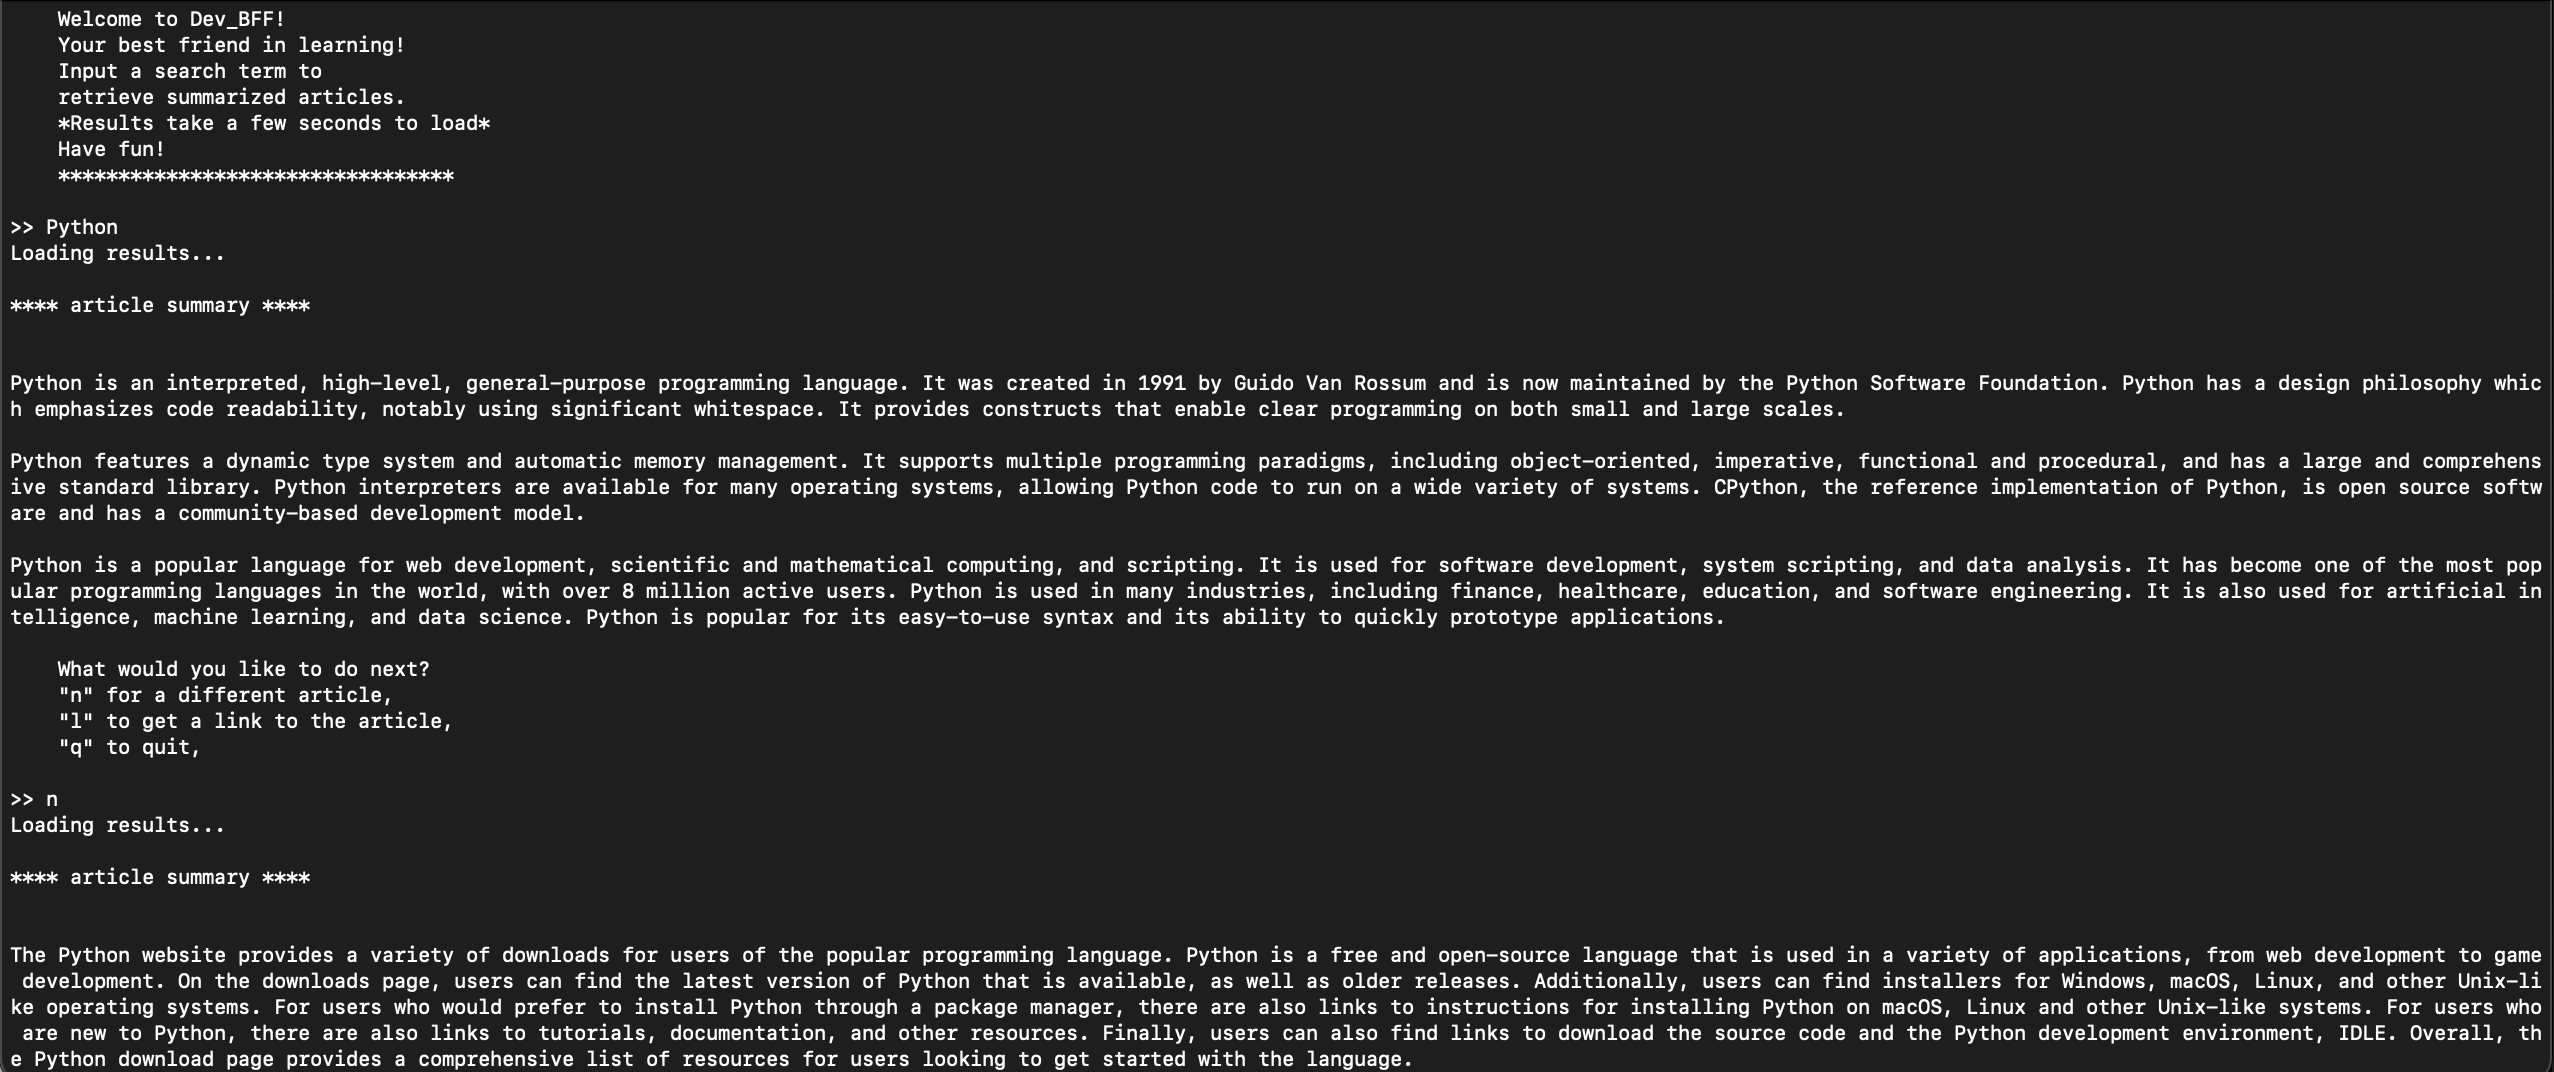 Welcome to Dev_BFF!
Your best friend in learning!
Input a search term to
retrieve summarized articles.
*Results take a few seconds to load*
Have fun!
*********************************
>> Python
Loading results...
**** article summary ****
Python is an interpreted, high-level, general-purpose programming language. It was created in 1991 by Guido Van Rossum and is now maintained by the Python Software Foundation. Python has a design philosophy whic
h emphasizes code readability, notably using significant whitespace. It provides constructs that enable clear programming on both small and large scales.
Python features a dynamic type system and automatic memory management. It supports multiple programming paradigms, including object-oriented, imperative, functional and procedural, and has a large and comprehens
ive standard library. Python interpreters are available for many operating systems, allowing Python code to run on a wide variety of systems. CPython, the reference implementation of Python, is open source softw
are and has a community-based development model.
Python is a popular language for web development, scientific and mathematical computing, and scripting. It is used for software development, system scripting, and data analysis. It has become one of the most pop
ular programming languages in the world, with over 8 million active users. Python is used in many industries, including finance, healthcare, education, and software engineering. It is also used for artificial in
telligence, machine learning, and data science. Python is popular for its easy-to-use syntax and its ability to quickly prototype applications.
What would you like to do next?
"n" for a different article,
"l" to get a link to the article,
"q" to quit,
>> n
Loading results...
**** article summary ****
The Python website provides a variety of downloads for users of the popular programming language. Python is a free and open-source language that is used in a variety of applications, from web development to game
development. On the downloads page, users can find the latest version of Python that is available, as well as older releases. Additionally, users can find installers for Windows, macOS, Linux, and other Unix-li
ke operating systems. For users who would prefer to install Python through a package manager, there are also links to instructions for installing Python on macOS, Linux and other Unix-like systems. For users who
are new to Python, there are also links to tutorials, documentation, and other resources. Finally, users can also find links to download the source code and the Python development environment, IDLE. Overall, th
e Python download page provides a comprehensive list of resources for users looking to get started with the language.